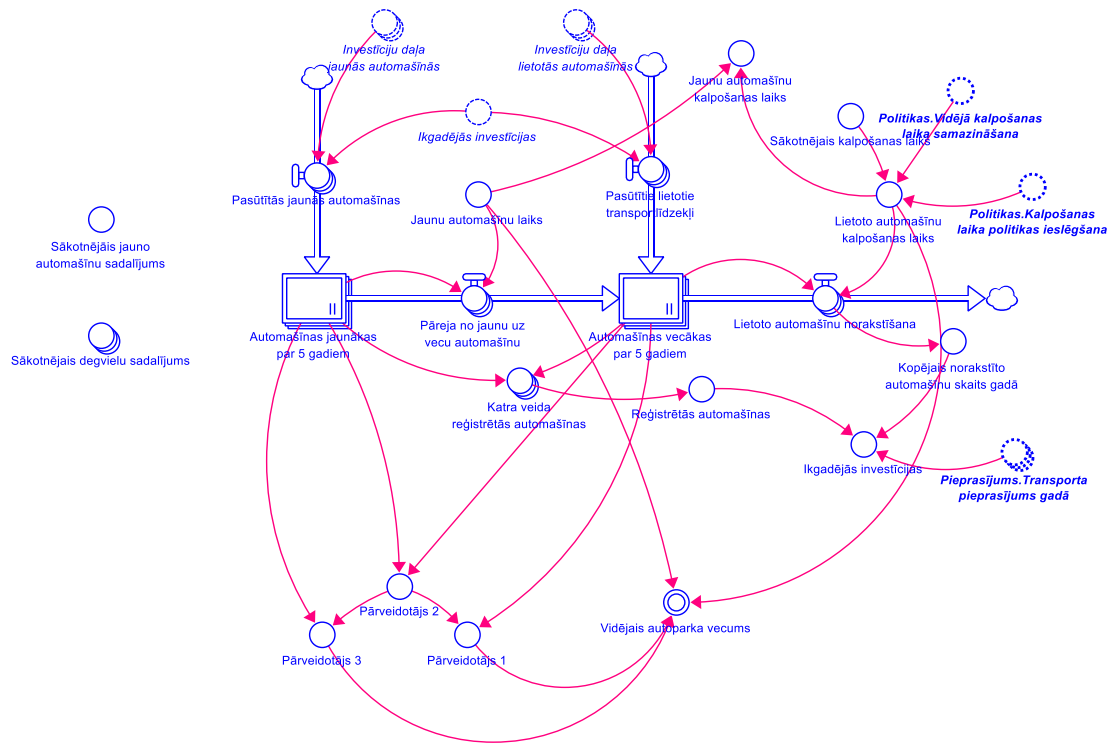 Investīciju daļa
jaunās automašīnās
Investīciju daļa
lietotās automašīnās
Jaunu automašīnu
kalpošanas laiks
Ikgadējās investīcijas
Sākotnējais kalpošanas laiks
Politikas.Vidējā kalpošanas
laika samazināšana
Pasūtītās jaunās automašīnas
Jaunu automašīnu laiks
Pasūtītie lietotie
transportlīdzekļi
Lietoto automašīnu
kalpošanas laiks
Politikas.Kalpošanas
laika politikas ieslēgšana
Sākotnējāis jauno
automašīnu sadalījums
Sākotnējais degvielu sadalījums
Automašīnas jaunākas
par 5 gadiem
Pāreja no jaunu uz
vecu automašīnu
Automašīnas vecākas
par 5 gadiem
Lietoto automašīnu norakstīšana
Kopējais norakstīto
automašīnu skaits gadā
Katra veida
reģistrētās automašīnas
Reģistrētās automašīnas
Ikgadējās investīcijas
Pieprasījums.Transporta
pieprasījums gadā
Pārveidotājs 2
Pārveidotājs 3
Pārveidotājs 1
Vidējais autoparka vecums